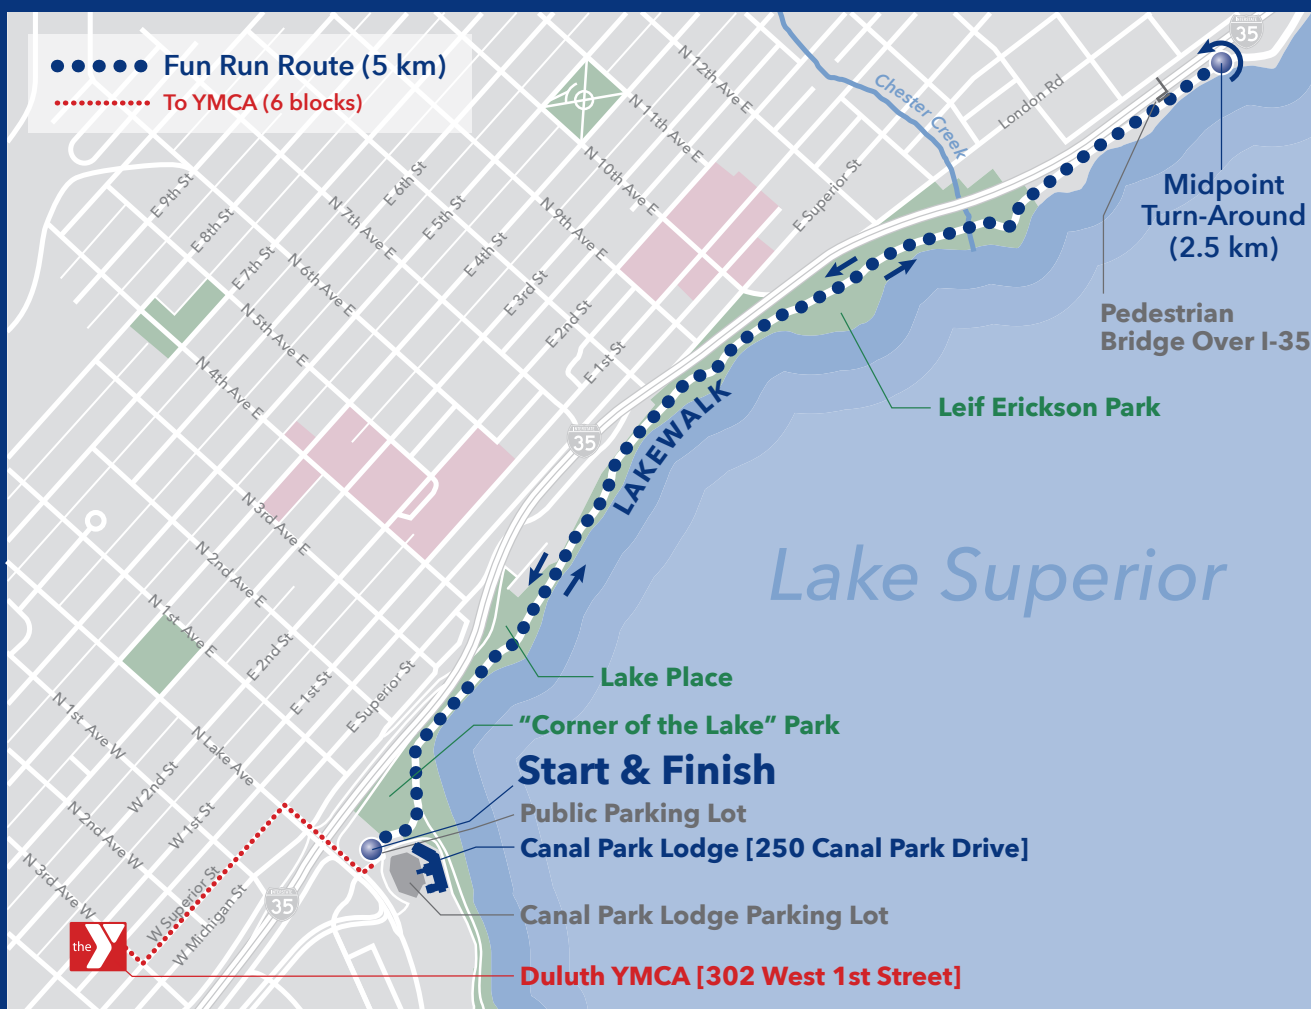 Fun Run Route (5 km)
To YMCA (6 blocks)
INTERSTATE
35
N 12th Ave E
Chester Creek
London Rd
N 11th Ave E
N 10th Ave E
E Superior St
Midpoint
Turn-Around
(2.5 km)
E 9th St
E 8th St
E 7th St
N 7th Ave E
E 6th St
E 5th St
E 4th St
N 9th Ave E
E 3rd St
E 2nd St
E 1st St
N 6th Ave E
N 5th Ave E
N 4th Ave E
Pedestrian
Bridge Over I-35
Leif Erickson Park
INTERSTATE
35
LAKEWALK
N 3rd Ave E
N 2nd Ave E
N 1st Ave E
Lake Superior
E 2nd St
E 1st St
E Superior St
Lake Place
N 1st Ave W
N Lake Ave
"Corner of the Lake" Park
Start & Finish
Public Parking Lot
Canal Park Lodge [250 Canal Park Drive]
Canal Park Lodge Parking Lot
W 2nd St
W 1st St
N 2nd Ave W
N 3rd Ave W
W Superior St
W Michigan St
INTERSTATE
35
the Y
Duluth YMCA [302 West 1st Street]